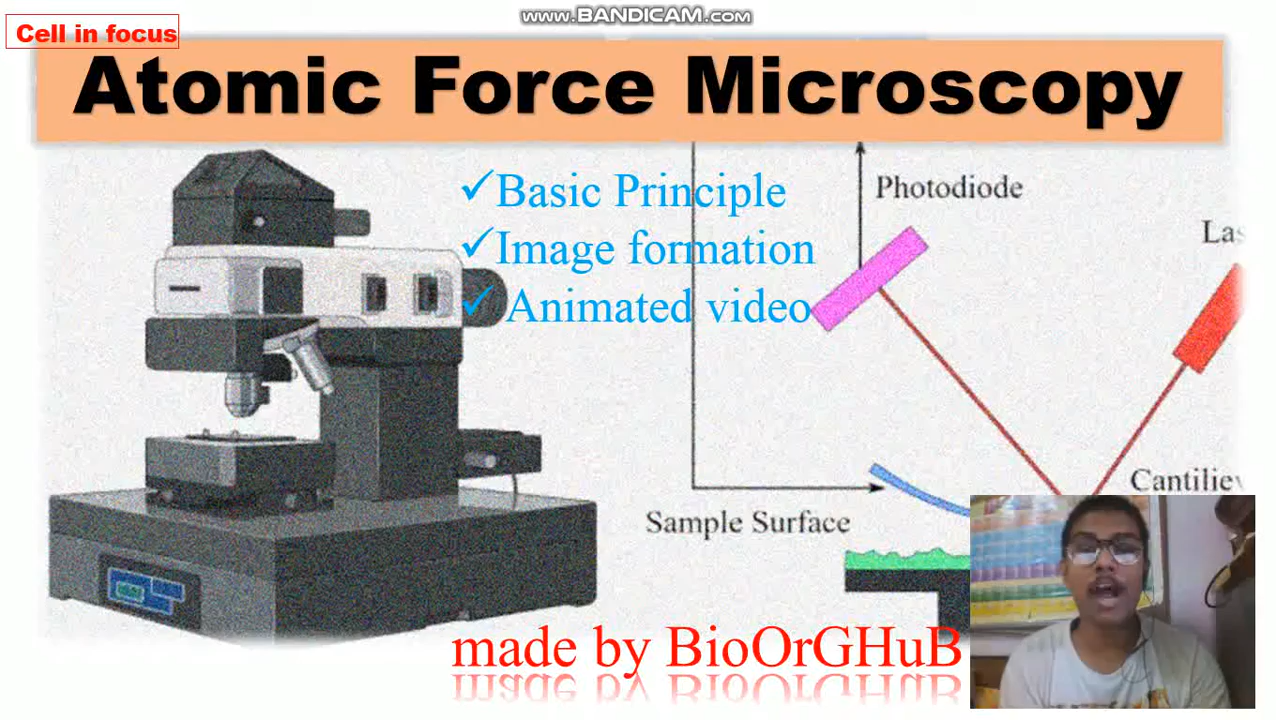 www.BANDICAM.com
Cell in focus
Atomic Force Microscopy
✓Basic Principle
✓Image formation
✓ Animated video
Photodiode
Sample Surface
made by BioOrGHuB